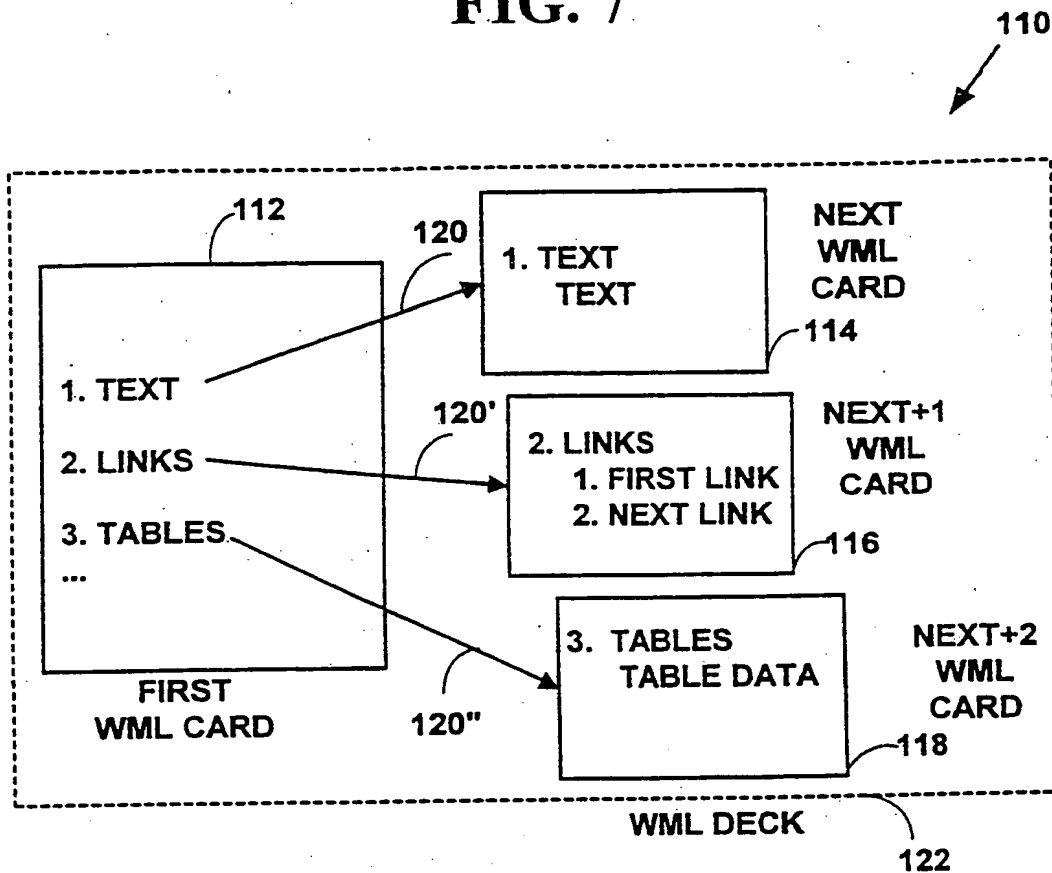 FIG. 7
110
112
120
1. TEXT
TEXT
NEXT
WML
CARD
114
1. TEXT
2. LINKS
3. TABLES
...
FIRST
WML CARD
120'
2. LINKS
1. FIRST LINK
2. NEXT LINK
NEXT+1
WML
CARD
116
120"
3. TABLES
TABLE DATA
NEXT+2
WML
CARD
118
WML DECK
122